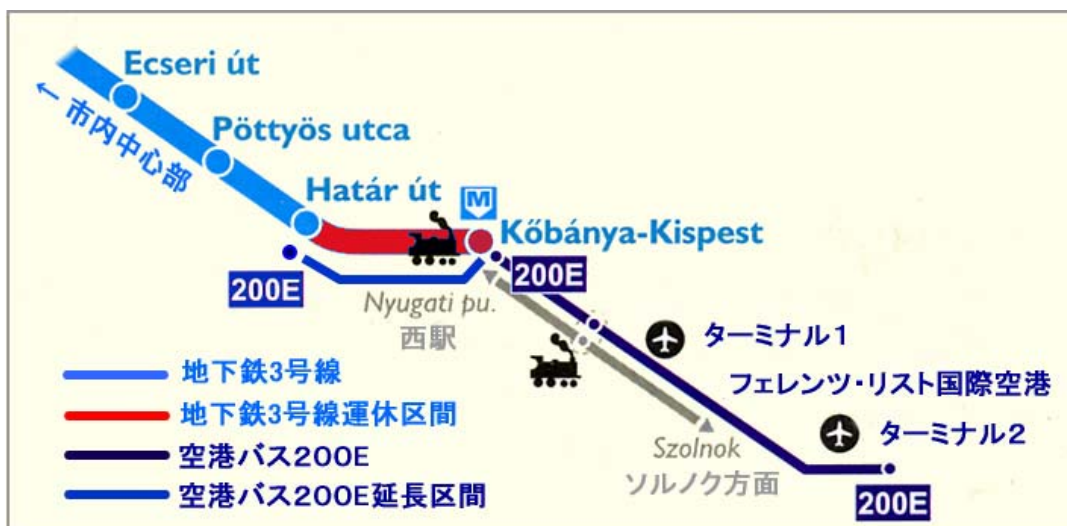 Ecseri út
← 市内中心部
Pöttyös utca
Határ út
M
Kőbánya-Kispest
200E
200E
Nyugati pu.
西駅
ターミナル1
フェレンツ・リスト国際空港
ターミナル2
Szolnok
ソルノク方面
200E
地下鉄3号線
地下鉄3号線運休区間
空港バス200E
空港バス200E延長区間